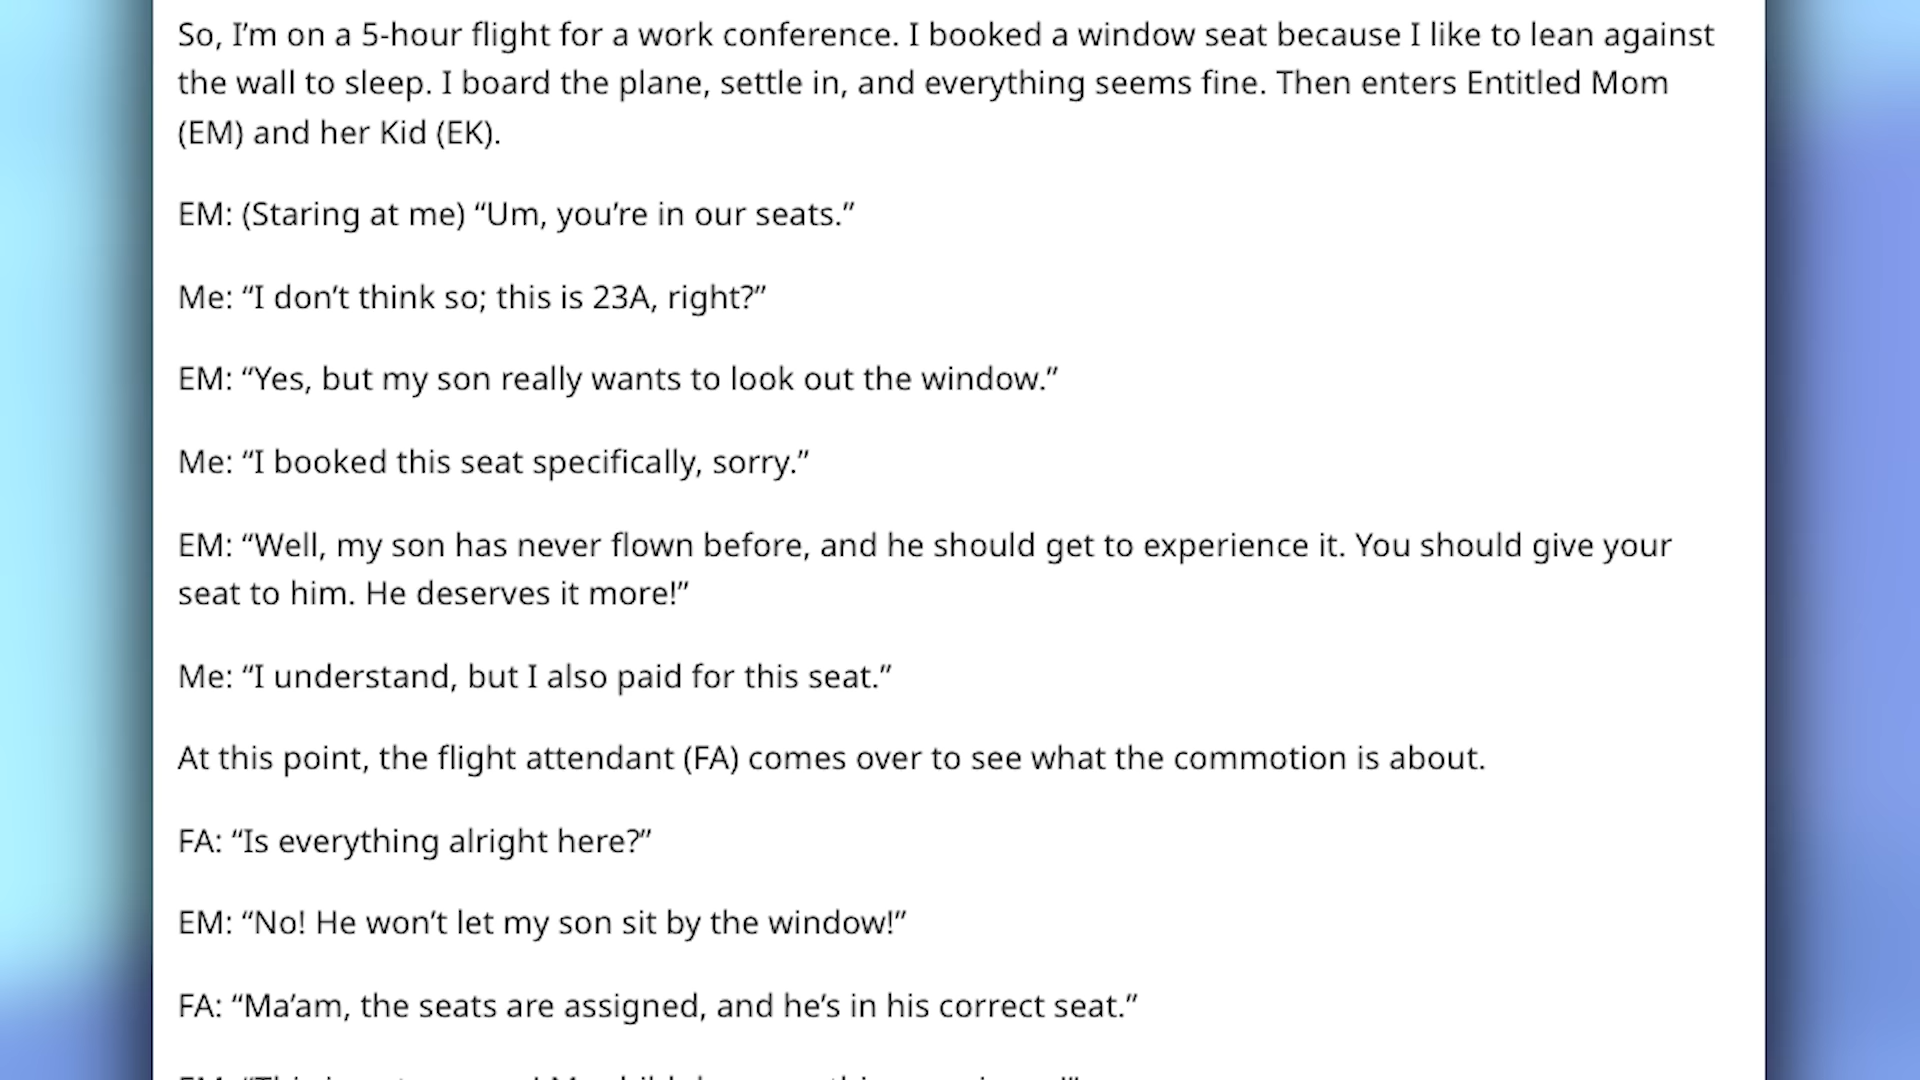 So, I’m on a 5-hour flight for a work conference. I booked a window seat because I like to lean against
the wall to sleep. I board the plane, settle in, and everything seems fine. Then enters Entitled Mom
(EM) and her Kid (EK).
EM: (Staring at me) “Um, you’re in our seats.”
Me: “I don’t think so; this is 23A, right?”
EM: “Yes, but my son really wants to look out the window.”
Me: “I booked this seat specifically, sorry.”
EM: “Well, my son has never flown before, and he should get to experience it. You should give your
seat to him. He deserves it more!”
Me: “I understand, but I also paid for this seat.”
At this point, the flight attendant (FA) comes over to see what the commotion is about.
FA: “Is everything alright here?”
EM: “No! He won’t let my son sit by the window!”
FA: “Ma’am, the seats are assigned, and he’s in his correct seat.”